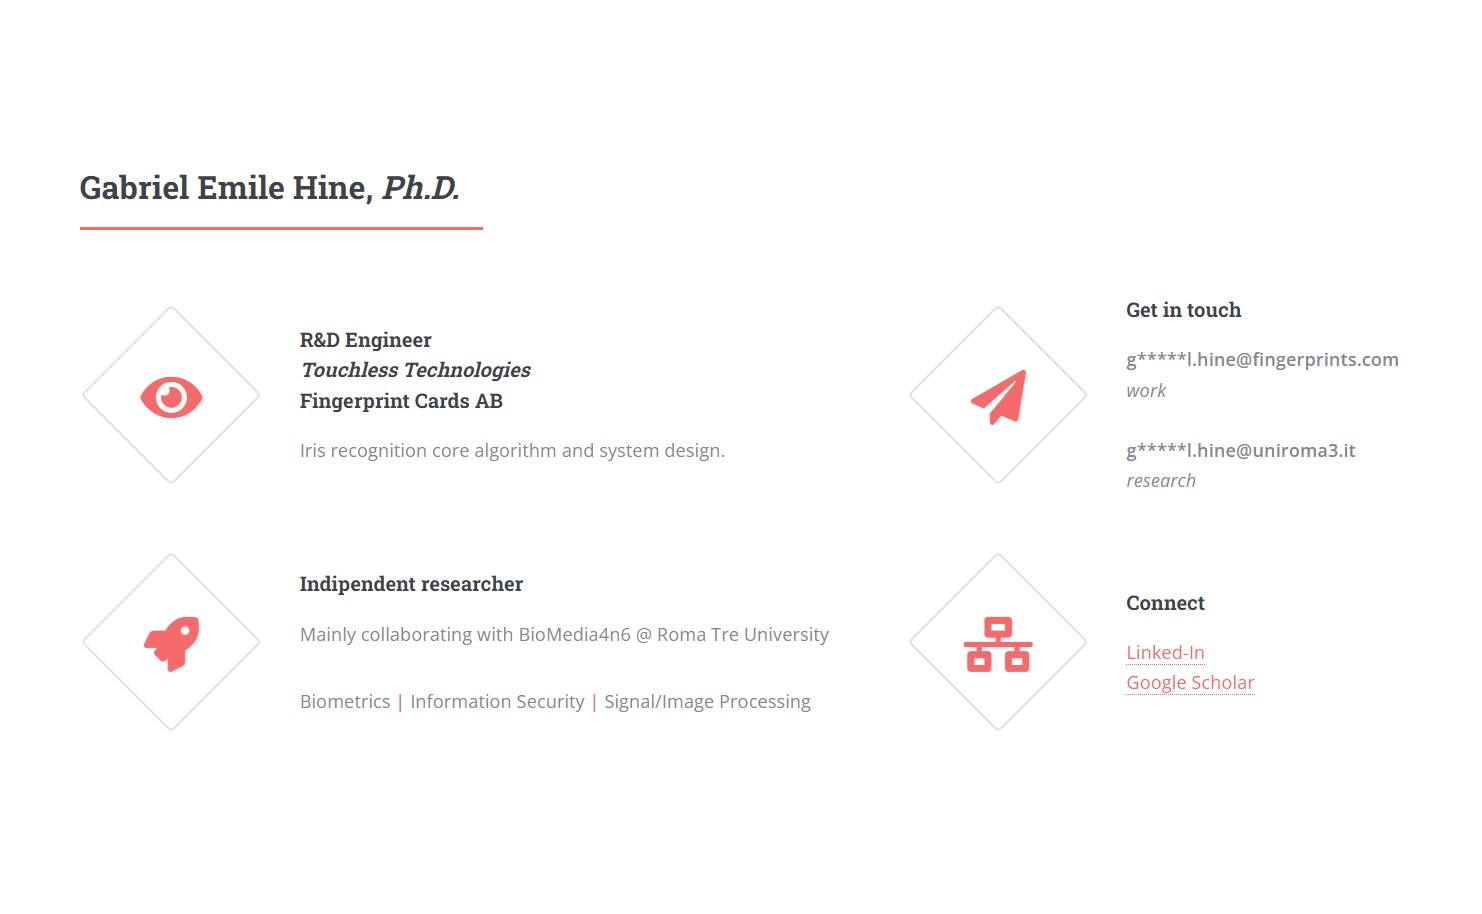 Gabriel Emile Hine, Ph.D.
R&D Engineer
Touchless Technologies
Fingerprint Cards AB
Iris recognition core algorithm and system design.
Get in touch
g*****l.hine@fingerprints.com
work
g*****l.hine@uniroma3.it
research
Indipendent researcher
Mainly collaborating with BioMedia4n6 @ Roma Tre University
Biometrics | Information Security | Signal/Image Processing
Connect
Linked-In
Google Scholar